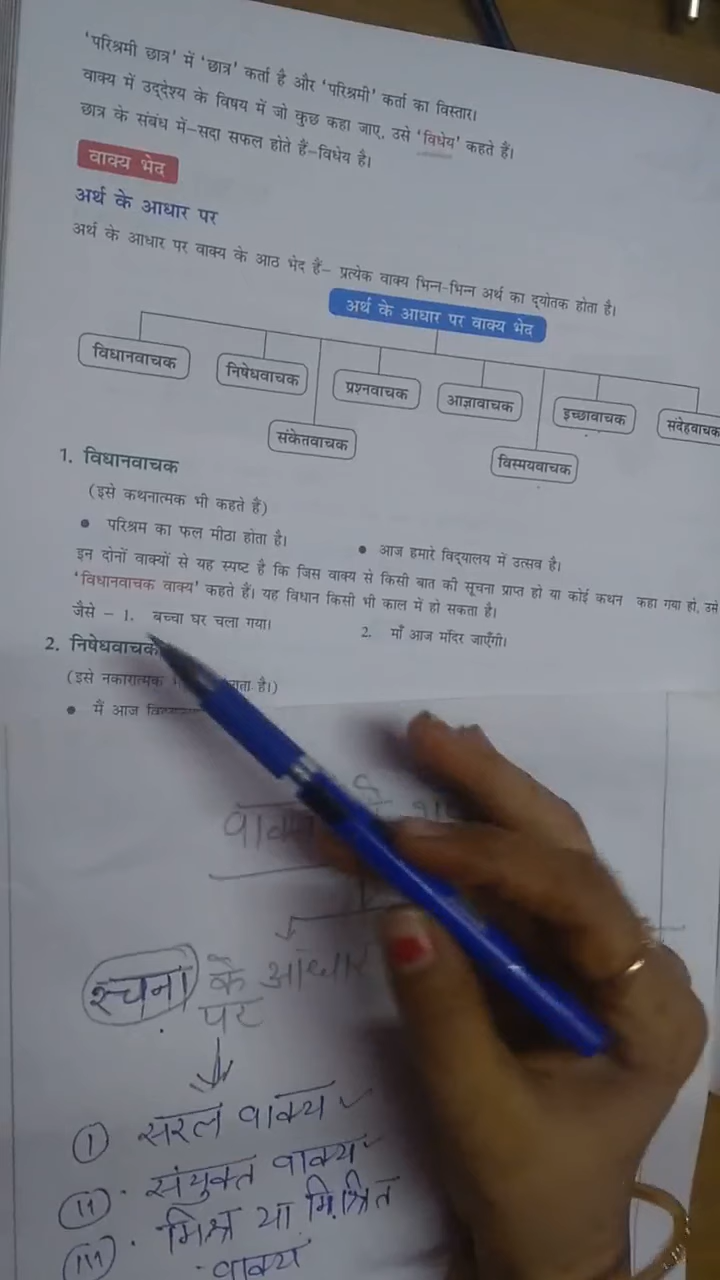 'परिश्रमी छात्र' में 'छात्र' कर्ता है और 'परिश्रमी' कर्ता का विस्तार।
वाक्य में उद्देश्य के विषय में जो कुछ कहा जाए, उसे 'विधेय' कहते हैं।
छात्र के संबंध में–सदा सफल होते हैं–विधेय है।
वाक्य भेद
अर्थ के आधार पर
अर्थ के आधार पर वाक्य के आठ भेद हैं– प्रत्येक वाक्य भिन्न-भिन्न अर्थ का द्योतक होता है।
अर्थ के आधार पर वाक्य भेद
विधानवाचक निषेधवाचक प्रश्नवाचक आज्ञावाचक इच्छावाचक संदेहवाचक
संकेतवाचक विस्मयवाचक
1. विधानवाचक
(इसे कथनात्मक भी कहते हैं)
• परिश्रम का फल मीठा होता है। • आज हमारे विद्यालय में उत्सव है।
इन दोनों वाक्यों से यह स्पष्ट है कि जिस वाक्य से किसी बात की सूचना प्राप्त हो या कोई कथन कहा गया हो, उसे
'विधानवाचक वाक्य' कहते हैं। यह विधान किसी भी काल में हो सकता है।
जैसे – 1. बच्चा घर चला गया। 2. माँ आज मंदिर जाएँगी।
2. निषेधवाचक
(इसे नकारात्मक है।)
• मैं आज
वाक्य
रचना के आधार
पर
(i) सरल वाक्य
(ii) संयुक्त वाक्य
(iii) मिश्र या मिश्रित
वाक्य